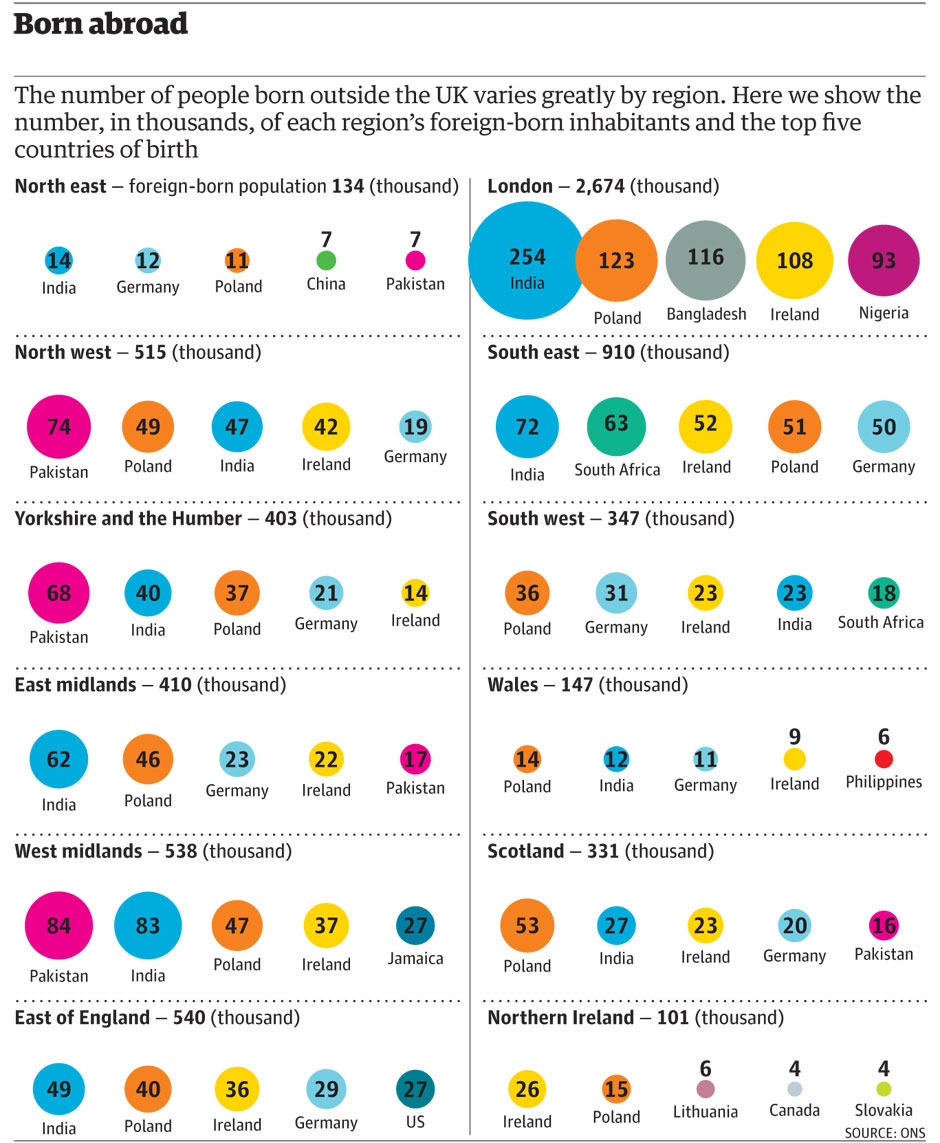 Born abroad
The number of people born outside the UK varies greatly by region. Here we show the
number, in thousands, of each region’s foreign-born inhabitants and the top five
countries of birth
North east – foreign-born population 134 (thousand)
14 12 11 7 7
India Germany Poland China Pakistan
North west – 515 (thousand)
74 49 47 42 19
Pakistan Poland India Ireland Germany
Yorkshire and the Humber – 403 (thousand)
68 40 37 21 14
Pakistan India Poland Germany Ireland
East midlands – 410 (thousand)
62 46 23 22 17
India Poland Germany Ireland Pakistan
West midlands – 538 (thousand)
84 83 47 37 27
Pakistan India Poland Ireland Jamaica
East of England – 540 (thousand)
49 40 36 29 27
India Poland Ireland Germany US
London – 2,674 (thousand)
254 123 116 108 93
India Poland Bangladesh Ireland Nigeria
South east – 910 (thousand)
72 63 52 51 50
India South Africa Ireland Poland Germany
South west – 347 (thousand)
36 31 23 23 18
Poland Germany Ireland India South Africa
Wales – 147 (thousand)
14 12 11 9 6
Poland India Germany Ireland Philippines
Scotland – 331 (thousand)
53 27 23 20 16
Poland India Ireland Germany Pakistan
Northern Ireland – 101 (thousand)
26 15 6 4 4
Ireland Poland Lithuania Canada Slovakia
SOURCE: ONS